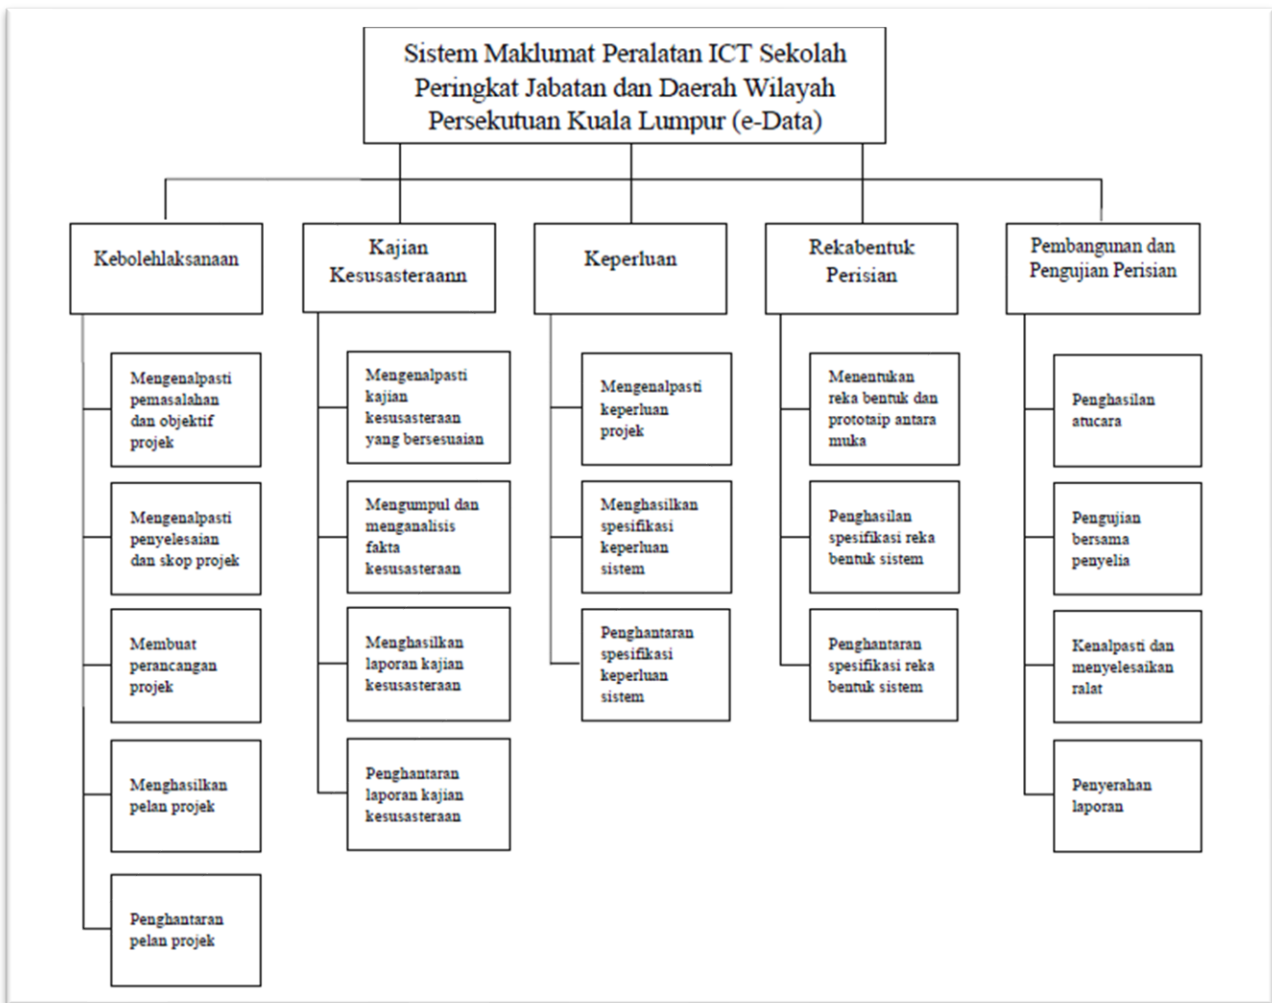 Sistem Maklumat Peralatan ICT Sekolah
Peringkat Jabatan dan Daerah Wilayah
Persekutuan Kuala Lumpur (e-Data)
Kebolehlaksanaan
Mengenalpasti
pemasalahan
dan objektif
projek
Mengenalpasti
penyelesaian
dan skop projek
Membuat
perancangan
projek
Menghasilkan
pelan projek
Penghantaran
pelan projek
Kajian
Kesusasteraann
Mengenalpasti
kajian
kesusasteraan
yang bersesuaian
Mengumpul dan
menganalisis
fakta
kesusasteraan
Menghasilkan
laporan kajian
kesusasteraan
Penghantaran
laporan kajian
kesusasteraan
Keperluan
Mengenalpasti
keperluan
projek
Menghasilkan
spesifikasi
keperluan
sistem
Penghantaran
spesifikasi
keperluan
sistem
Rekabentuk
Perisian
Menentukan
reka bentuk dan
prototaip antara
muka
Penghasilan
spesifikasi reka
bentuk sistem
Penghantaran
spesifikasi reka
bentuk sistem
Pembangunan dan
Pengujian Perisian
Penghasilan
atucara
Pengujian
bersama
penyelia
Kenalpasti dan
menyelesaikan
ralat
Penyerahan
laporan